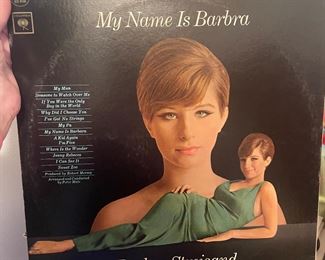 My Name Is Barbra
My Man
Someone to Watch Over Me
If You Were the Only
Boy in the World
Why Did I Choose You
I've Got No Strings
My Pa
My Name Is Barbara
A Kid Again
I'm Five
Where Is the Wonder
Jenny Rebecca
I Can See It
Sweet Zoo
Produced by Robert Mersey
Arranged and Conducted
by Peter Matz
Barbra Streisand